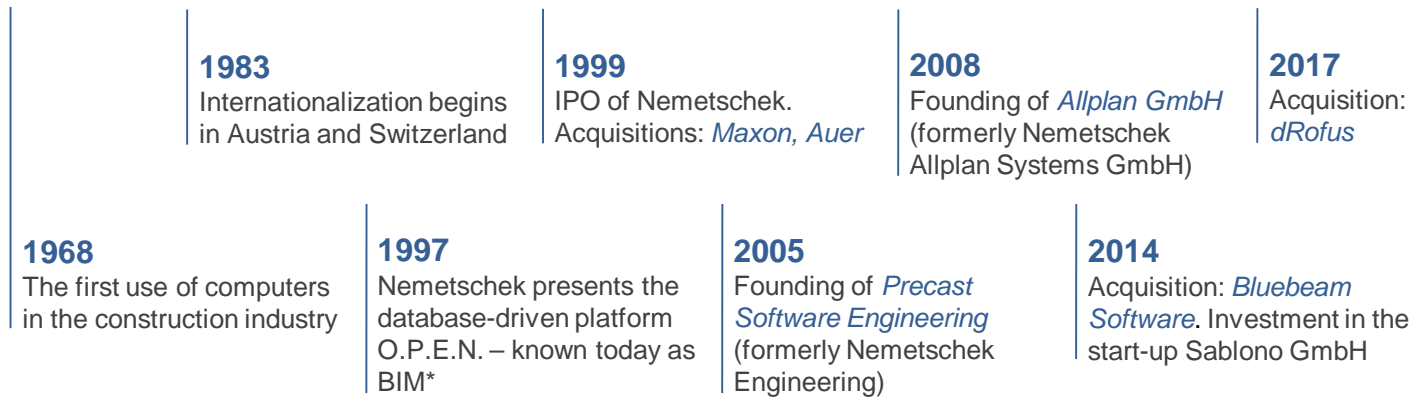 1983
Internationalization begins
in Austria and Switzerland
1999
IPO of Nemetschek.
Acquisitions: Maxon, Auer
2008
Founding of Allplan GmbH
(formerly Nemetschek
Allplan Systems GmbH)
2017
Acquisition:
dRofus
1968
The first use of computers
in the construction industry
1997
Nemetschek presents the
database-driven platform
O.P.E.N. – known today as
BIM*
2005
Founding of Precast
Software Engineering
(formerly Nemetschek
Engineering)
2014
Acquisition: Bluebeam
Software. Investment in the
start-up Sablono GmbH